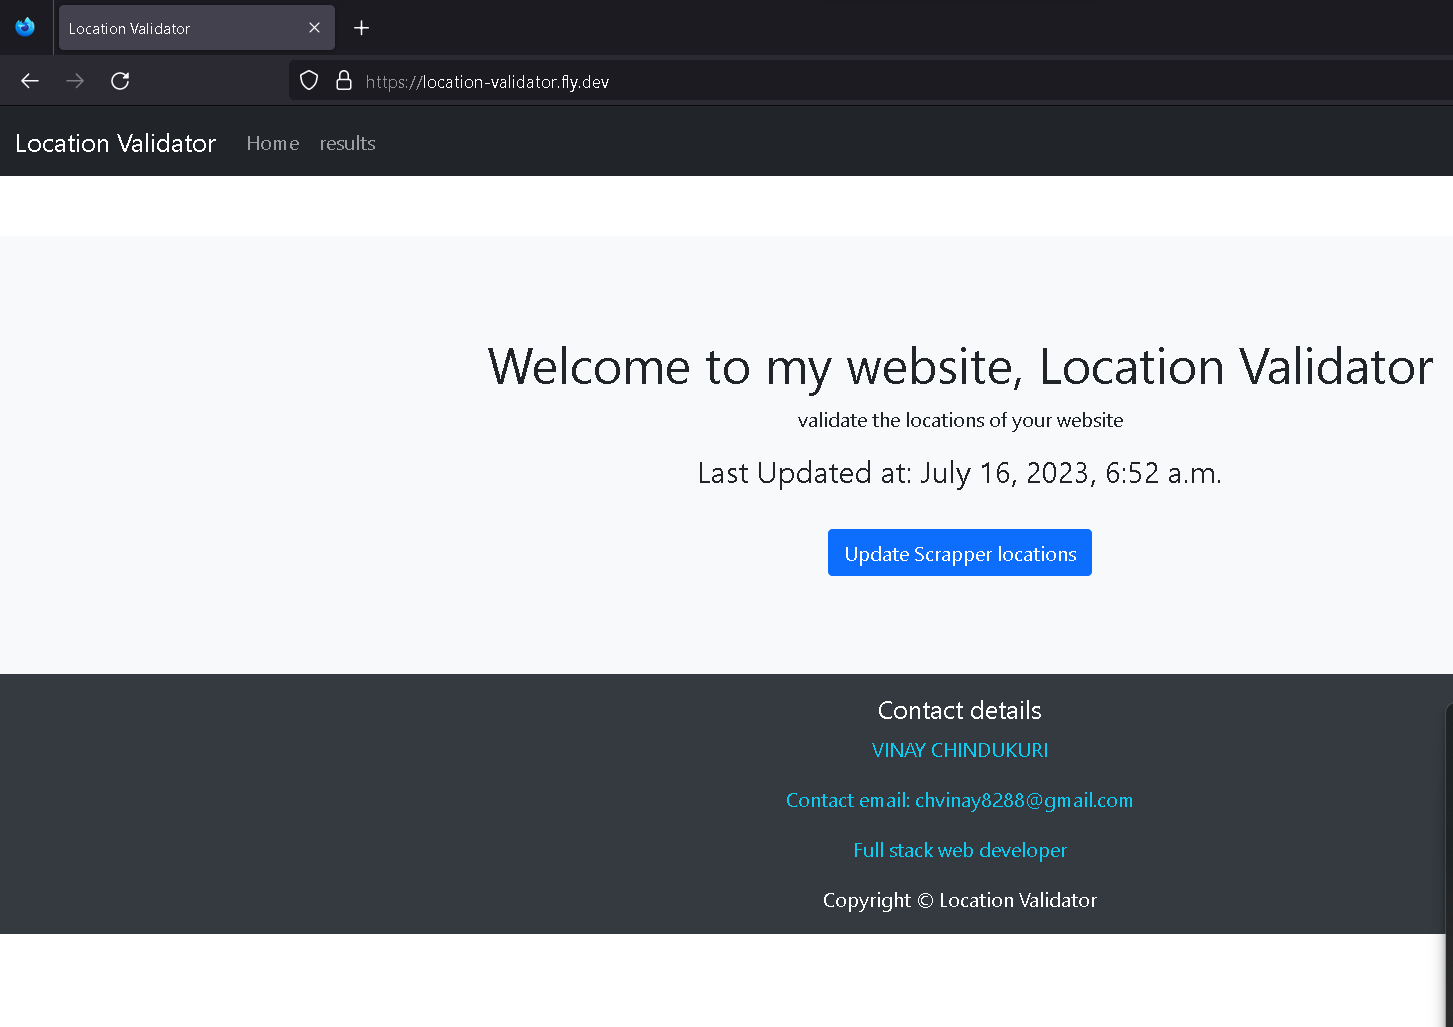 Location Validator
https://location-validator.fly.dev
Location Validator Home results
Welcome to my website, Location Validator
validate the locations of your website
Last Updated at: July 16, 2023, 6:52 a.m.
Update Scrapper locations
Contact details
VINAY CHINDUKURI
Contact email: chvinay8288@gmail.com
Full stack web developer
Copyright © Location Validator